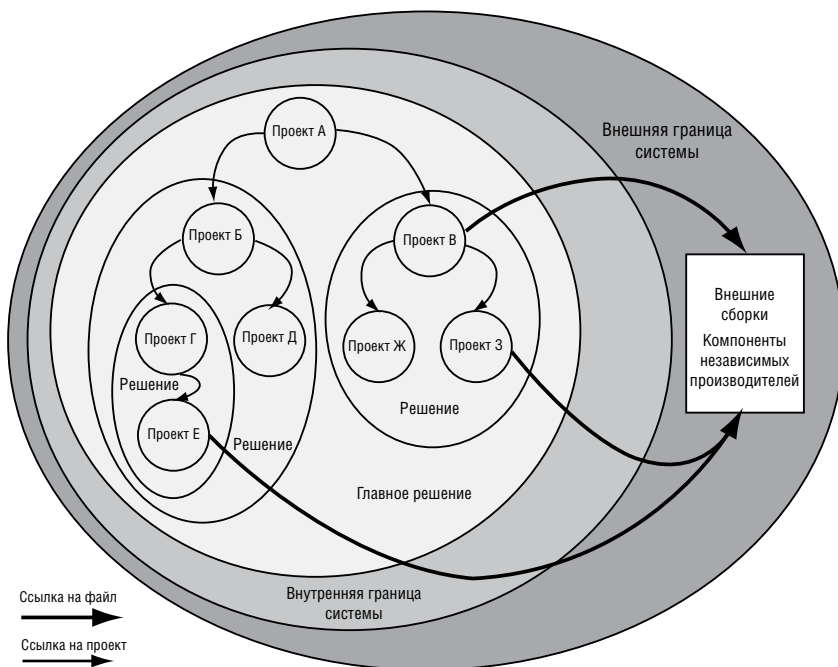 Проект А
Внешняя граница
системы
Проект Б
Проект В
Внешние
сборки
Компоненты
независимых
производителей
Проект Г
Проект Д
Проект Ж
Проект З
Решение
Решение
Проект Е
Решение
Главное решение
Внутренняя граница
системы
Ссылка на файл
Ссылка на проект